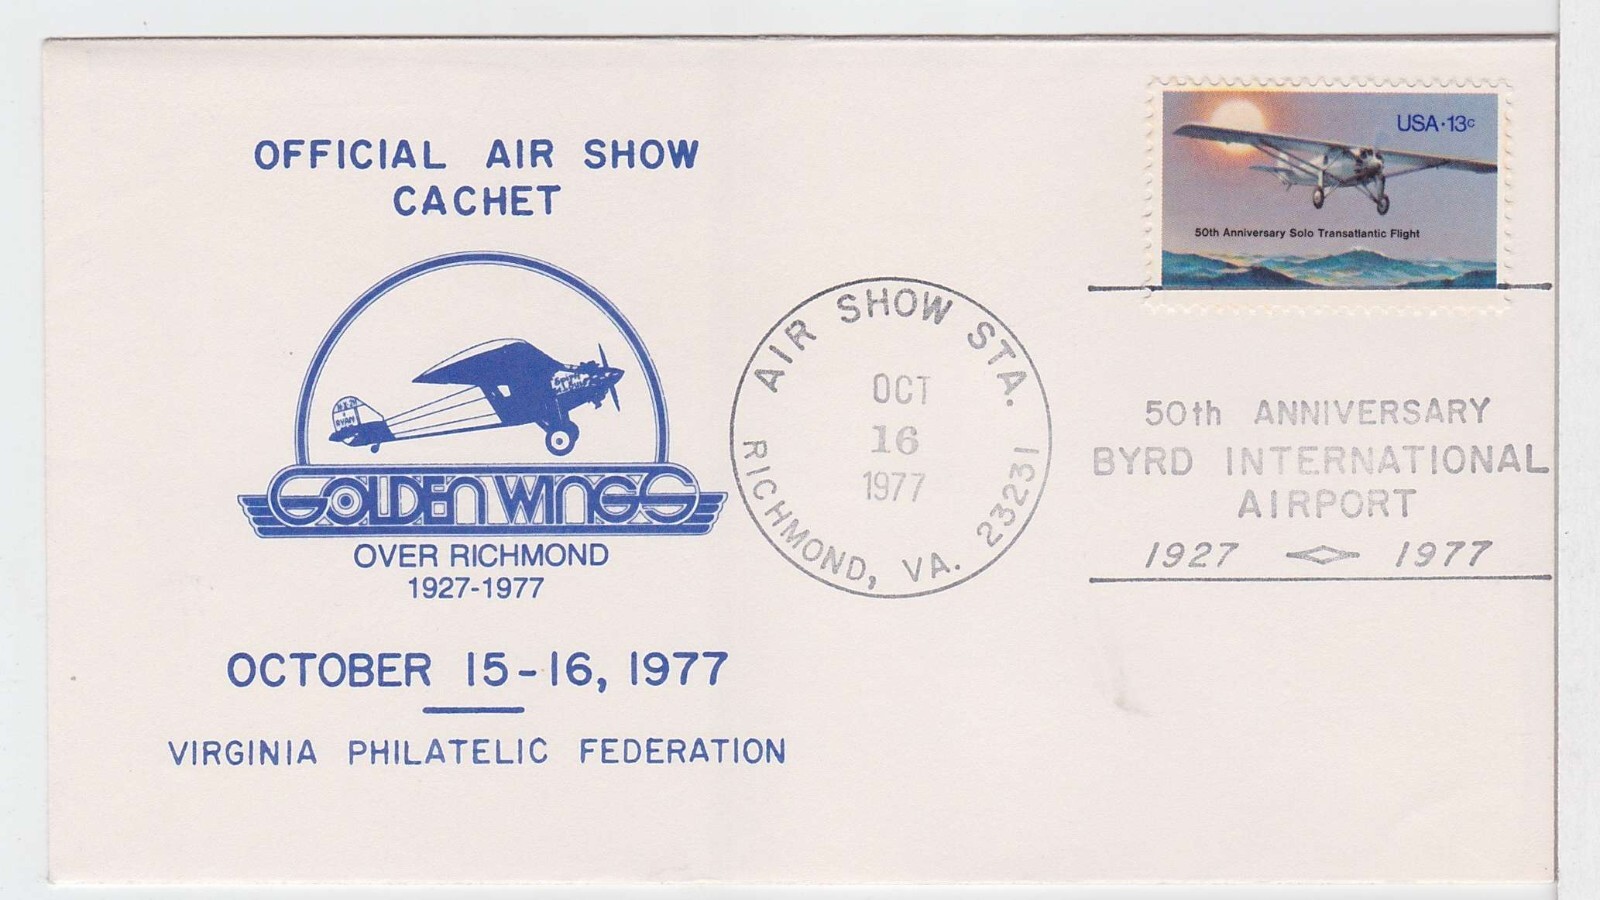 OFFICIAL AIR SHOW
CACHET
GOLDEN WINGS
OVER RICHMOND
1927-1977
OCTOBER 15-16, 1977
VIRGINIA PHILATELIC FEDERATION
AIR SHOW STA.
OCT
16
1977
RICHMOND, VA. 23231
USA·13c
50th Anniversary Solo Transatlantic Flight
50th ANNIVERSARY
BYRD INTERNATIONAL
AIRPORT
1927 1977